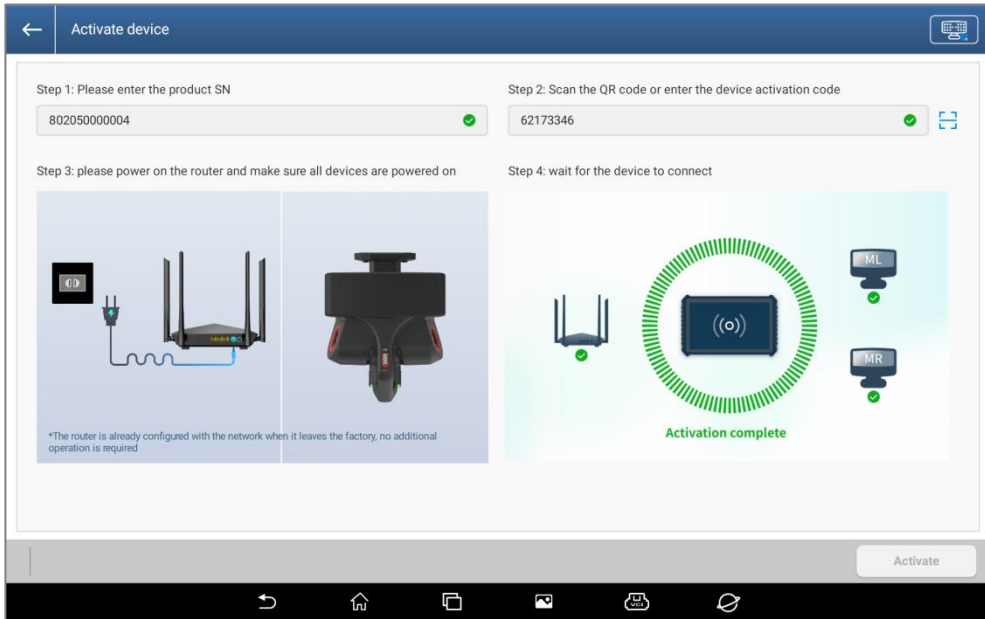 Activate device
Step 1: Please enter the product SN
802050000004
Step 2: Scan the QR code or enter the device activation code
62173346
Step 3: please power on the router and make sure all devices are powered on
*The router is already configured with the network when it leaves the factory, no additional
operation is required
Step 4: wait for the device to connect
ML
MR
Activation complete
Activate
VCI